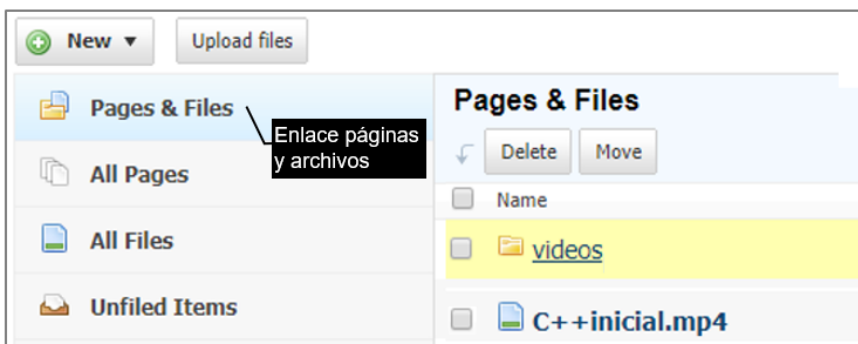 New ▼ Upload files
Pages & Files
Enlace páginas
y archivos
All Pages
All Files
Unfiled Items
Pages & Files
Delete Move
Name
videos
C++inicial.mp4